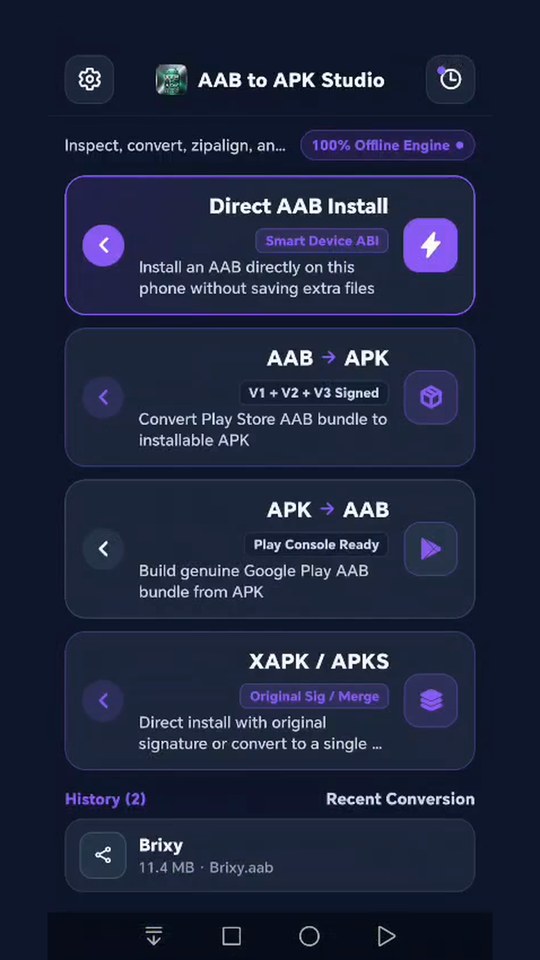 AAB to APK Studio
Inspect, convert, zipalign, an...
100% Offline Engine
Direct AAB Install
Smart Device ABI
Install an AAB directly on this
phone without saving extra files
AAB → APK
V1 + V2 + V3 Signed
Convert Play Store AAB bundle to
installable APK
APK → AAB
Play Console Ready
Build genuine Google Play AAB
bundle from APK
XAPK / APKS
Original Sig / Merge
Direct install with original
signature or convert to a single ...
History (2)
Recent Conversion
Brixy
11.4 MB · Brixy.aab